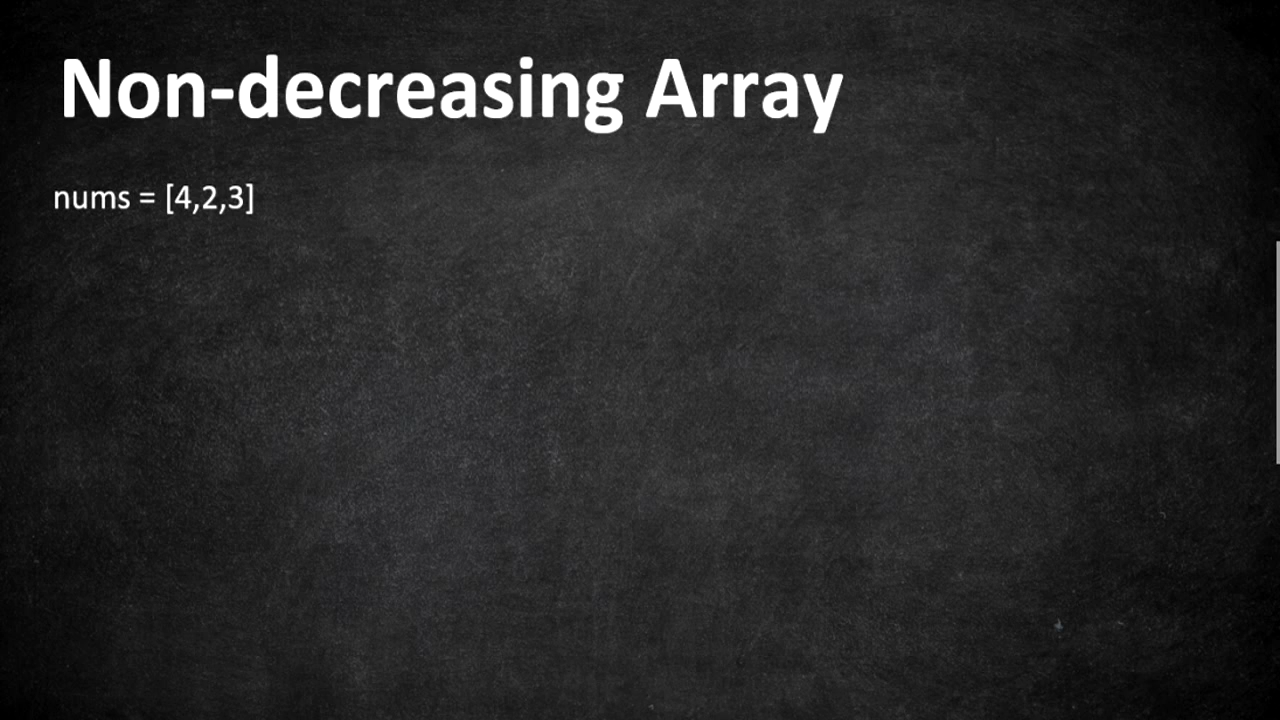 Non-decreasing Array
nums = [4,2,3]